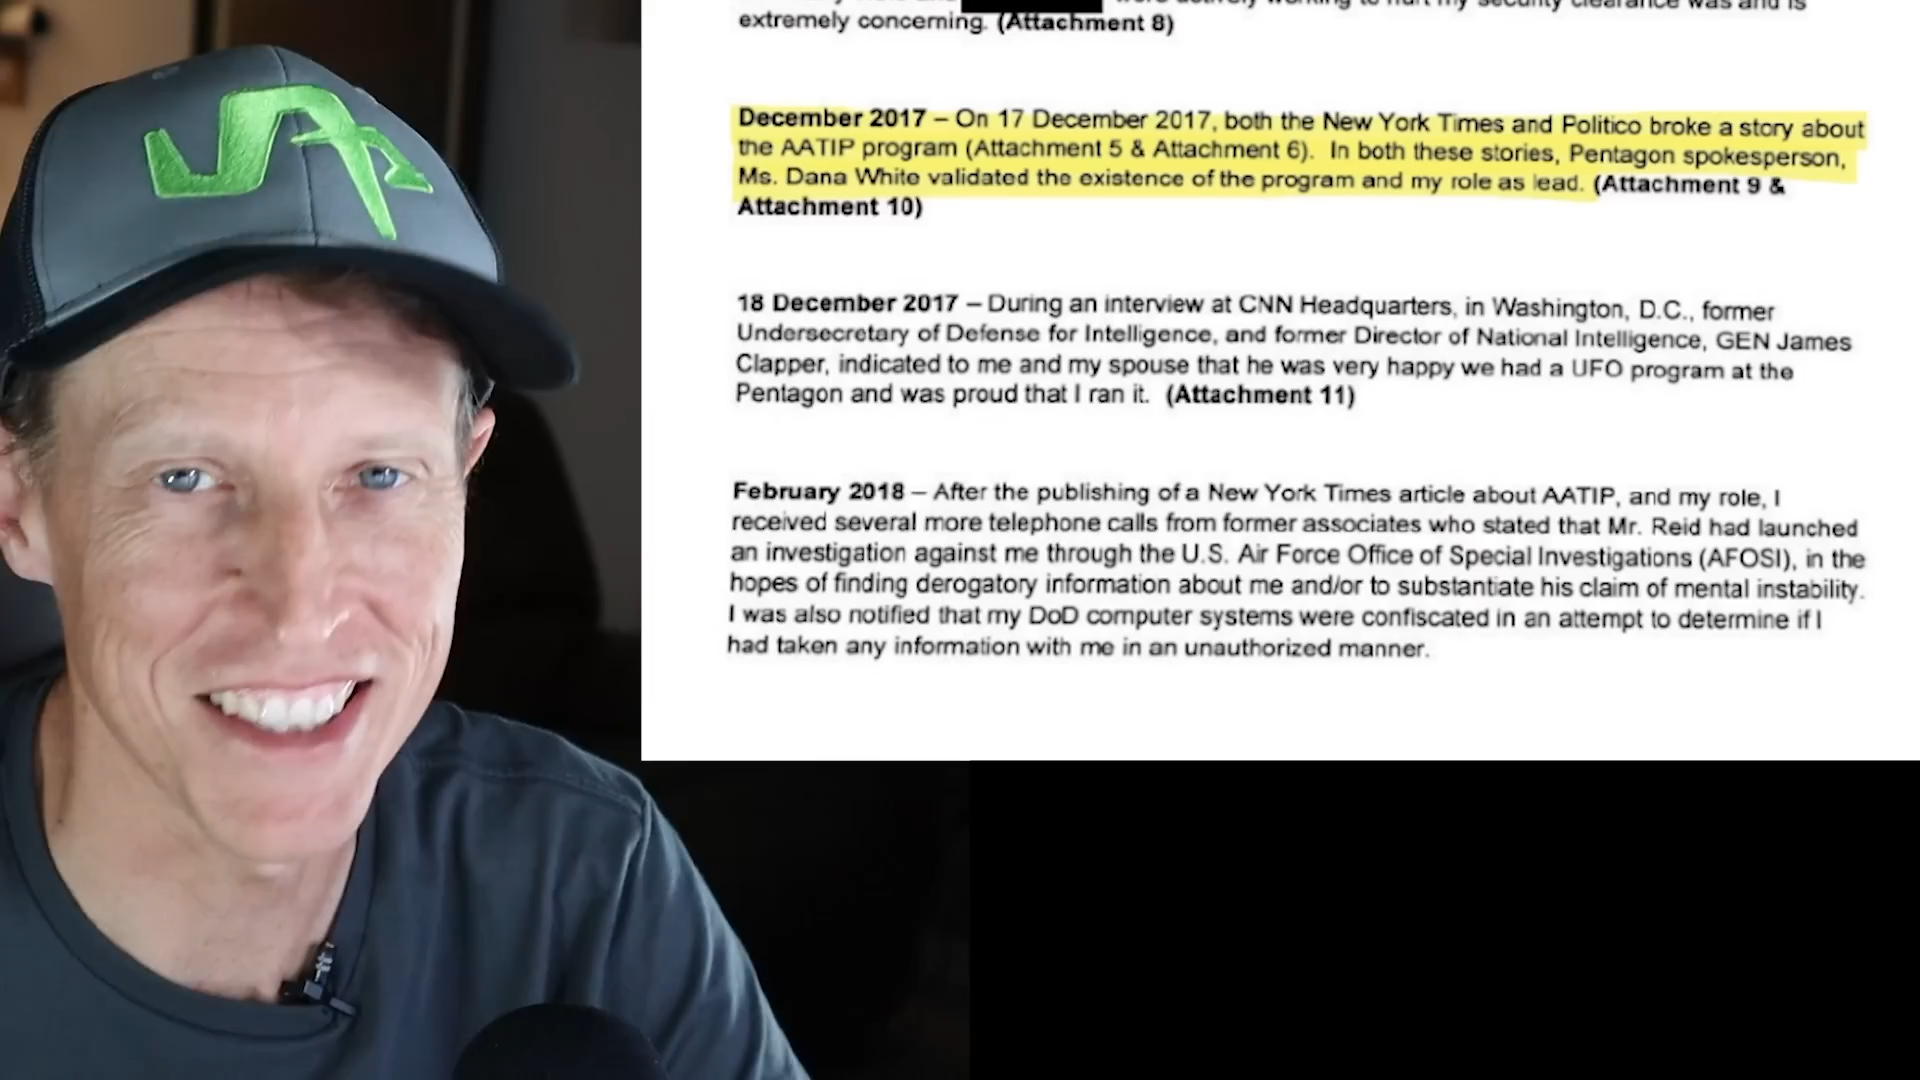 security clearance was and is
extremely concerning. (Attachment 8)
December 2017 – On 17 December 2017, both the New York Times and Politico broke a story about
the AATIP program (Attachment 5 & Attachment 6). In both these stories, Pentagon spokesperson,
Ms. Dana White validated the existence of the program and my role as lead. (Attachment 9 &
Attachment 10)
18 December 2017 – During an interview at CNN Headquarters, in Washington, D.C., former
Undersecretary of Defense for Intelligence, and former Director of National Intelligence, GEN James
Clapper, indicated to me and my spouse that he was very happy we had a UFO program at the
Pentagon and was proud that I ran it. (Attachment 11)
February 2018 – After the publishing of a New York Times article about AATIP, and my role, I
received several more telephone calls from former associates who stated that Mr. Reid had launched
an investigation against me through the U.S. Air Force Office of Special Investigations (AFOSI), in the
hopes of finding derogatory information about me and/or to substantiate his claim of mental instability.
I was also notified that my DoD computer systems were confiscated in an attempt to determine if I
had taken any information with me in an unauthorized manner.